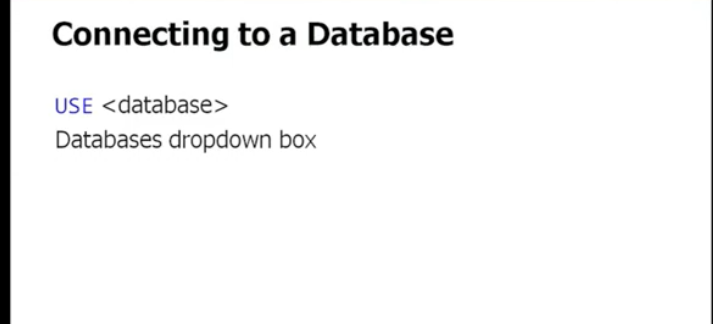 Connecting to a Database
USE <database>
Databases dropdown box